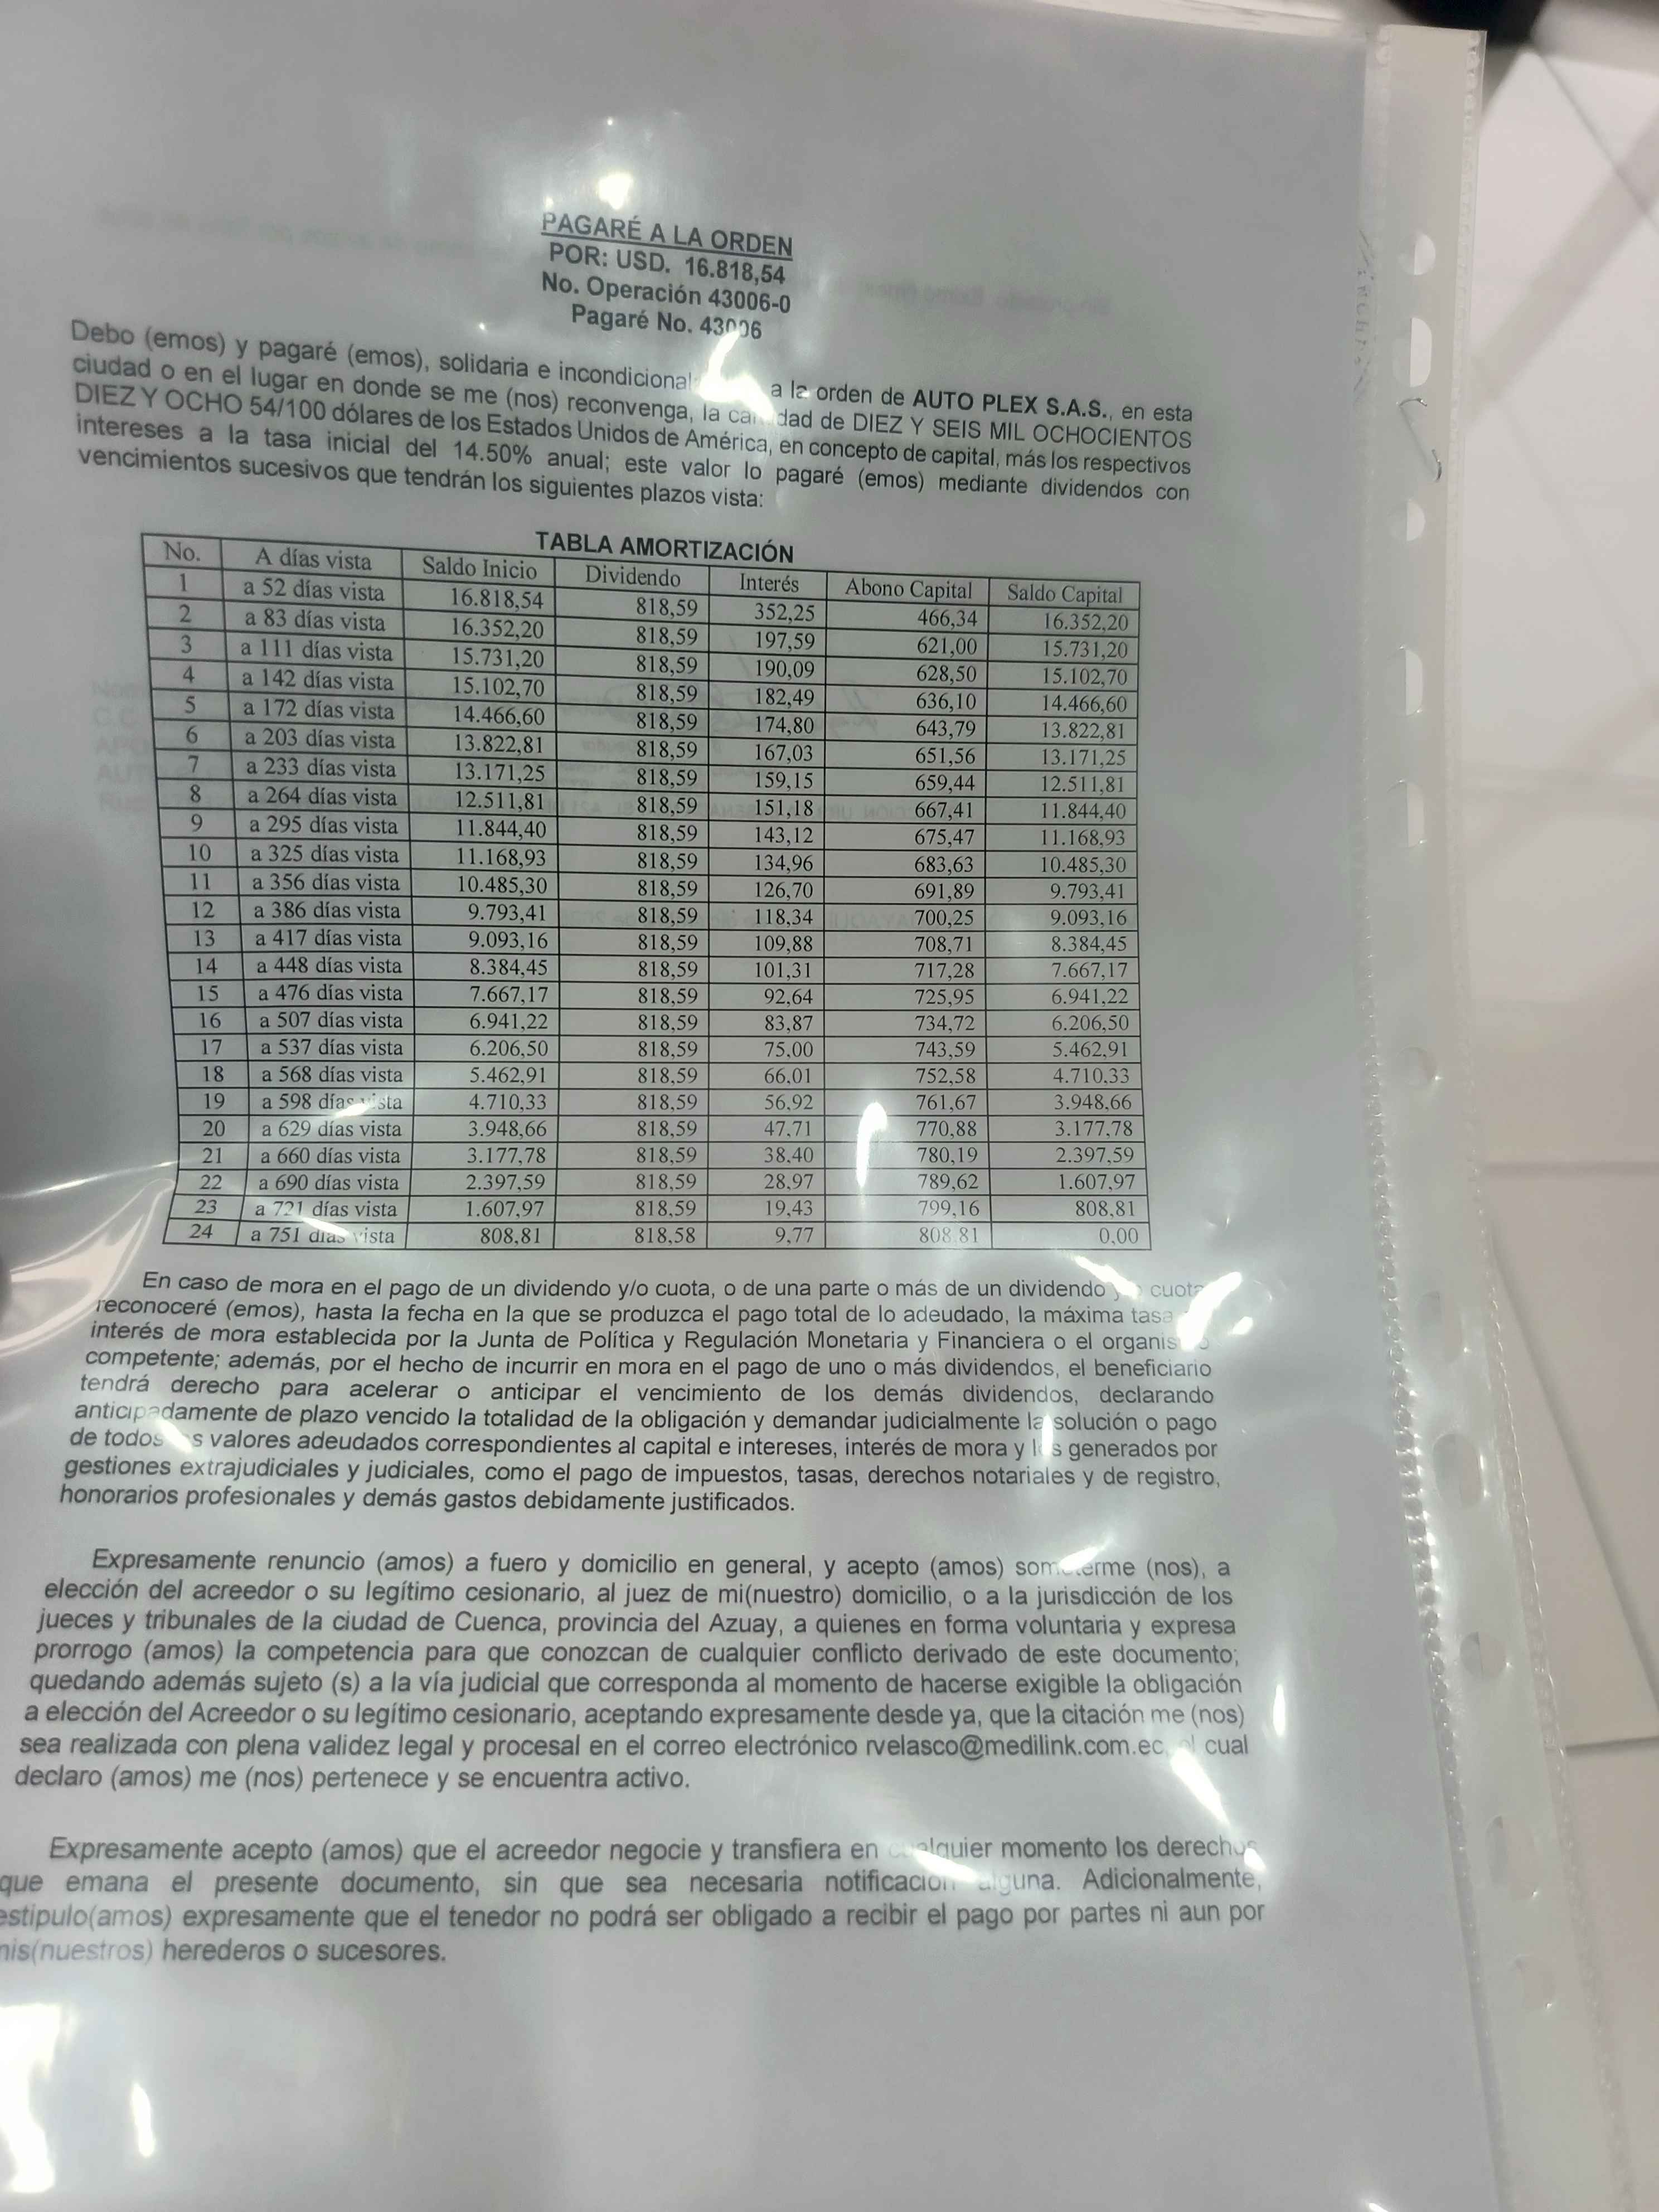 PAGARÉ A LA ORDEN
POR: USD. 16.818,54
No. Operación 43006-0
Pagaré No. 43006
Debo (emos) y pagaré (emos), solidaria e incondicional a la orden de AUTO PLEX S.A.S., en esta
ciudad o en el lugar en donde se me (nos) reconvenga, la cantidad de DIEZ Y SEIS MIL OCHOCIENTOS
DIEZ Y OCHO 54/100 dólares de los Estados Unidos de América, en concepto de capital, más los respectivos
intereses a la tasa inicial del 14.50% anual; este valor lo pagaré (emos) mediante dividendos con
vencimientos sucesivos que tendrán los siguientes plazos vista:
TABLA AMORTIZACIÓN
No. A días vista Saldo Inicio Dividendo Interés Abono Capital Saldo Capital
1 a 52 días vista 16.818,54 818,59 352,25 466,34 16.352,20
2 a 83 días vista 16.352,20 818,59 197,59 621,00 15.731,20
3 a 111 días vista 15.731,20 818,59 190,09 628,50 15.102,70
4 a 142 días vista 15.102,70 818,59 182,49 636,10 14.466,60
5 a 172 días vista 14.466,60 818,59 174,80 643,79 13.822,81
6 a 203 días vista 13.822,81 818,59 167,03 651,56 13.171,25
7 a 233 días vista 13.171,25 818,59 159,15 659,44 12.511,81
8 a 264 días vista 12.511,81 818,59 151,18 667,41 11.844,40
9 a 295 días vista 11.844,40 818,59 143,12 675,47 11.168,93
10 a 325 días vista 11.168,93 818,59 134,96 683,63 10.485,30
11 a 356 días vista 10.485,30 818,59 126,70 691,89 9.793,41
12 a 386 días vista 9.793,41 818,59 118,34 700,25 9.093,16
13 a 417 días vista 9.093,16 818,59 109,88 708,71 8.384,45
14 a 448 días vista 8.384,45 818,59 101,31 717,28 7.667,17
15 a 476 días vista 7.667,17 818,59 92,64 725,95 6.941,22
16 a 507 días vista 6.941,22 818,59 83,87 734,72 6.206,50
17 a 537 días vista 6.206,50 818,59 75,00 743,59 5.462,91
18 a 568 días vista 5.462,91 818,59 66,01 752,58 4.710,33
19 a 598 días vista 4.710,33 818,59 56,92 761,67 3.948,66
20 a 629 días vista 3.948,66 818,59 47,71 770,88 3.177,78
21 a 660 días vista 3.177,78 818,59 38,40 780,19 2.397,59
22 a 690 días vista 2.397,59 818,59 28,97 789,62 1.607,97
23 a 721 días vista 1.607,97 818,59 19,43 799,16 808,81
24 a 751 días vista 808,81 818,58 9,77 808,81 0,00
En caso de mora en el pago de un dividendo y/o cuota, o de una parte o más de un dividendo y/o cuota
reconoceré (emos), hasta la fecha en la que se produzca el pago total de lo adeudado, la máxima tasa
interés de mora establecida por la Junta de Política y Regulación Monetaria y Financiera o el organismo
competente; además, por el hecho de incurrir en mora en el pago de uno o más dividendos, el beneficiario
tendrá derecho para acelerar o anticipar el vencimiento de los demás dividendos, declarando
anticipadamente de plazo vencido la totalidad de la obligación y demandar judicialmente la solución o pago
de todos los valores adeudados correspondientes al capital e intereses, interés de mora y los generados por
gestiones extrajudiciales y judiciales, como el pago de impuestos, tasas, derechos notariales y de registro,
honorarios profesionales y demás gastos debidamente justificados.
Expresamente renuncio (amos) a fuero y domicilio en general, y acepto (amos) someterme (nos), a
elección del acreedor o su legítimo cesionario, al juez de mi(nuestro) domicilio, o a la jurisdicción de los
jueces y tribunales de la ciudad de Cuenca, provincia del Azuay, a quienes en forma voluntaria y expresa
prorrogo (amos) la competencia para que conozcan de cualquier conflicto derivado de este documento;
quedando además sujeto (s) a la vía judicial que corresponda al momento de hacerse exigible la obligación
a elección del Acreedor o su legítimo cesionario, aceptando expresamente desde ya, que la citación me (nos)
sea realizada con plena validez legal y procesal en el correo electrónico rvelasco@medilink.com.ec, el cual
declaro (amos) me (nos) pertenece y se encuentra activo.
Expresamente acepto (amos) que el acreedor negocie y transfiera en cualquier momento los derechos
que emana el presente documento, sin que sea necesaria notificación alguna. Adicionalmente,
estipulo(amos) expresamente que el tenedor no podrá ser obligado a recibir el pago por partes ni aun por
mis(nuestros) herederos o sucesores.